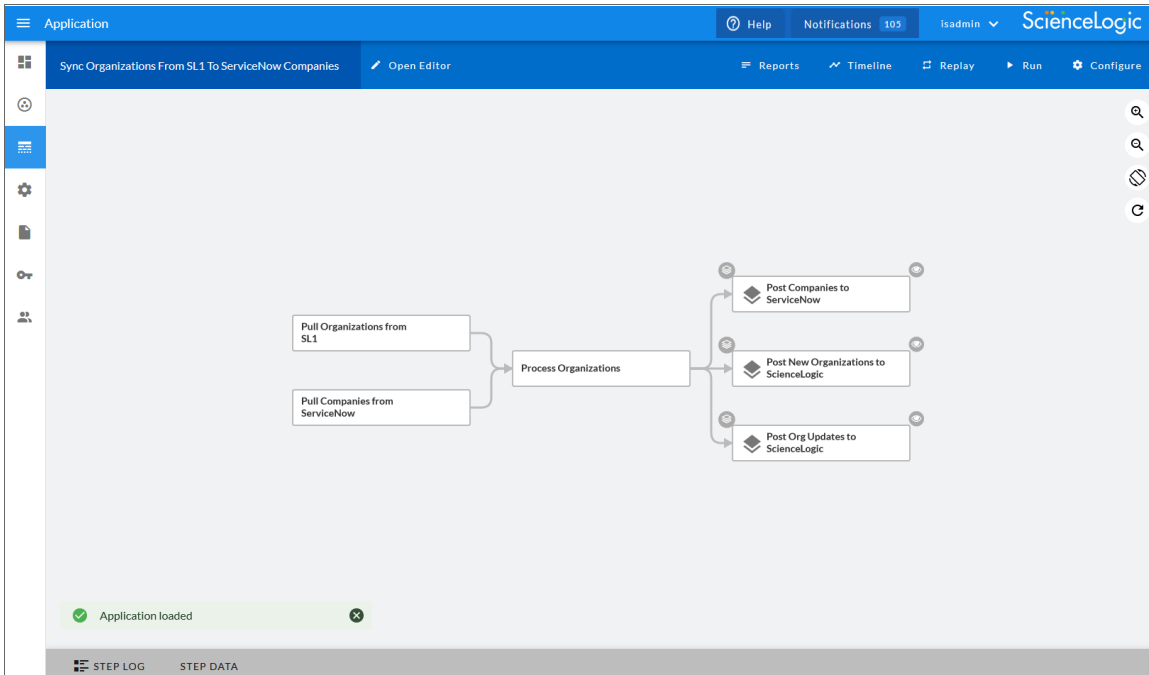 Application
Help
Notifications 105
isadmin
ScienceLogic
Sync Organizations From SL1 To ServiceNow Companies
Open Editor
Reports
Timeline
Replay
Run
Configure
Pull Organizations from
SL1
Pull Companies from
ServiceNow
Process Organizations
Post Companies to
ServiceNow
Post New Organizations to
ScienceLogic
Post Org Updates to
ScienceLogic
Application loaded
STEP LOG
STEP DATA